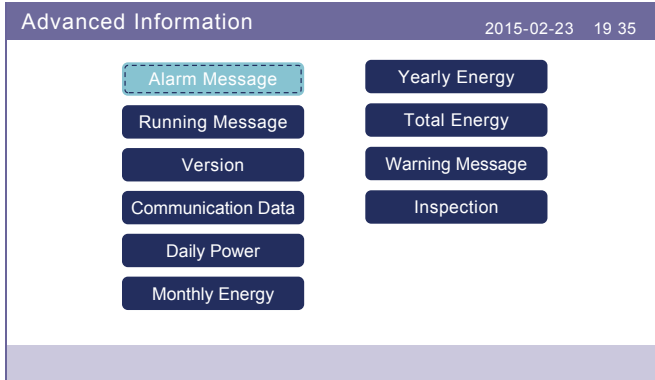 Advanced Information
2015-02-23 19 35
Alarm Message
Running Message
Version
Communication Data
Daily Power
Monthly Energy
Yearly Energy
Total Energy
Warning Message
Inspection